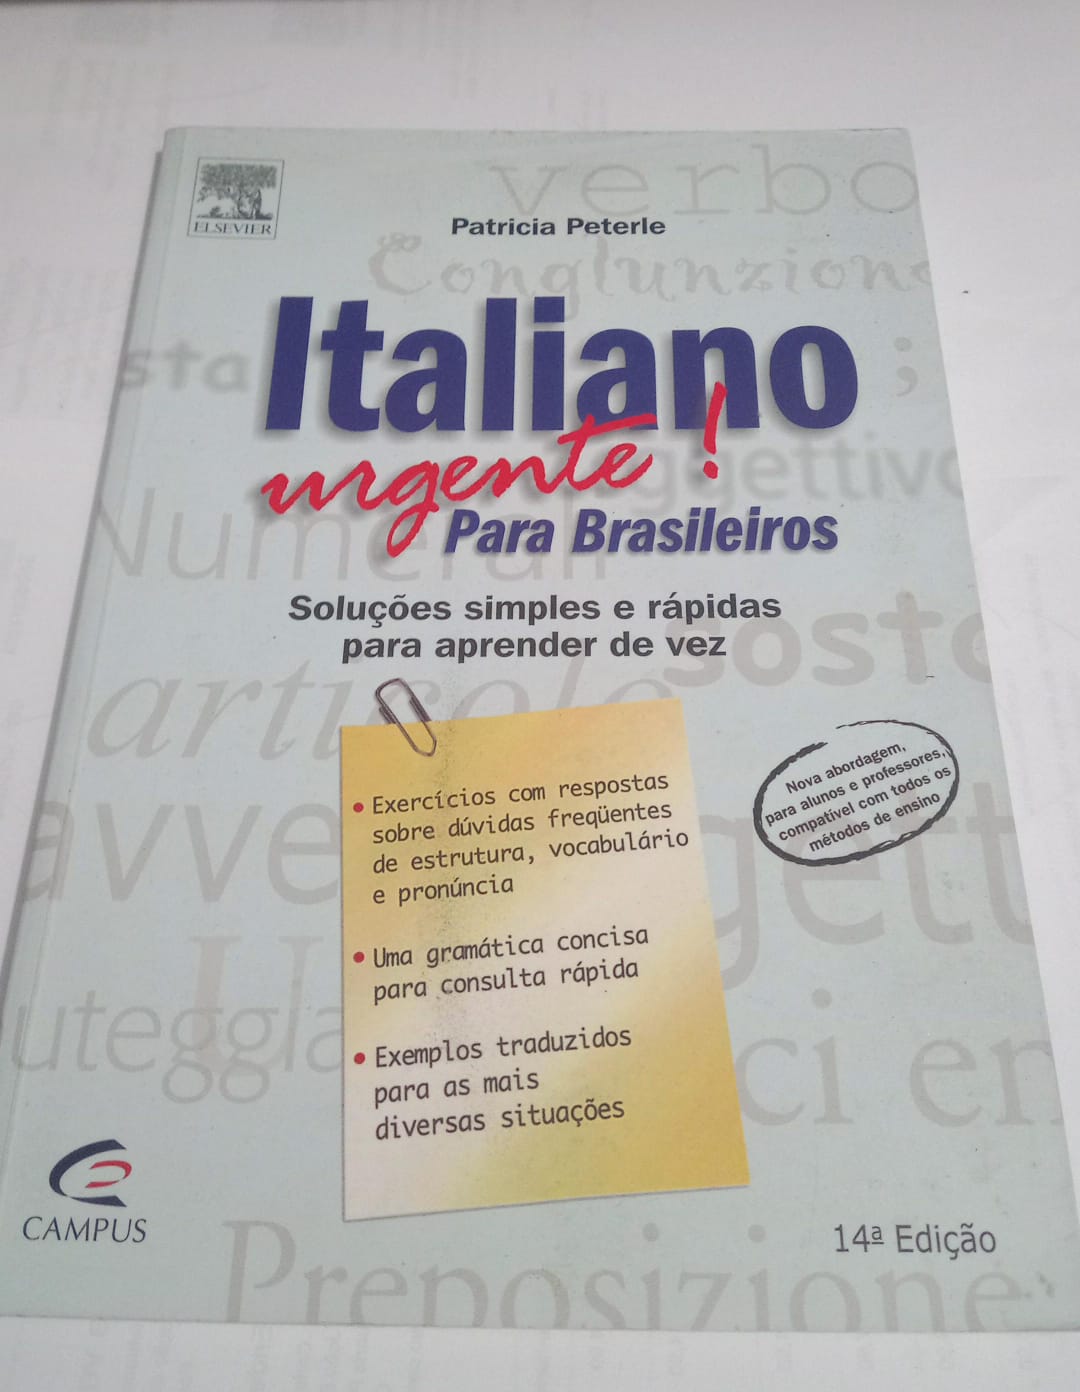 ELSEVIER
verbo
Patricia Peterle
Conglunzione
Italiano
urgente!
Para Brasileiros
Numerali
Soluções simples e rápidas
para aprender de vez
sosta
articolo
Nova abordagem,
para alunos e professores,
compatível com todos os
métodos de ensino
• Exercícios com respostas
sobre dúvidas freqüentes
de estrutura, vocabulário
e pronúncia
• Uma gramática concisa
para consulta rápida
• Exemplos traduzidos
para as mais
diversas situações
CAMPUS
14ª Edição
Preposizione